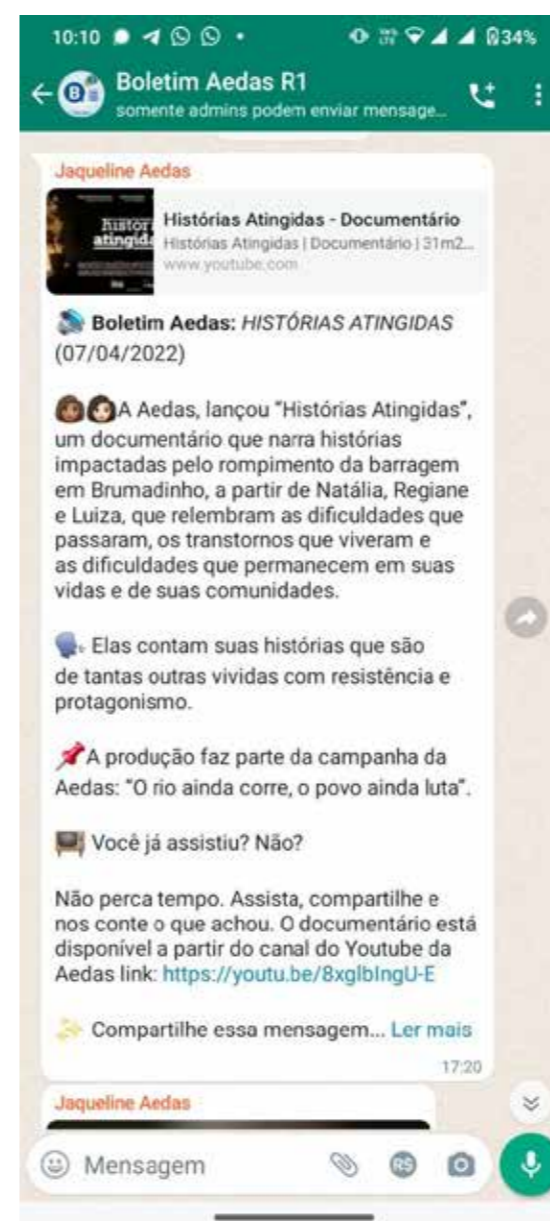 10:10
34%
Boletim Aedas R1
somente admins podem enviar mensage...
Jaqueline Aedas
histór
atingida
Histórias Atingidas - Documentário
Histórias Atingidas | Documentário | 31m2...
www.youtube.com
Boletim Aedas: HISTÓRIAS ATINGIDAS
(07/04/2022)
A Aedas, lançou "Histórias Atingidas",
um documentário que narra histórias
impactadas pelo rompimento da barragem
em Brumadinho, a partir de Natália, Regiane
e Luiza, que relembram as dificuldades que
passaram, os transtornos que viveram e
as dificuldades que permanecem em suas
vidas e de suas comunidades.
Elas contam suas histórias que são
de tantas outras vividas com resistência e
protagonismo.
A produção faz parte da campanha da
Aedas: "O rio ainda corre, o povo ainda luta".
Você já assistiu? Não?
Não perca tempo. Assista, compartilhe e
nos conte o que achou. O documentário está
disponível a partir do canal do Youtube da
Aedas link: https://youtu.be/8xglbIngU-E
Compartilhe essa mensagem... Ler mais
17:20
Jaqueline Aedas
Mensagem
RS